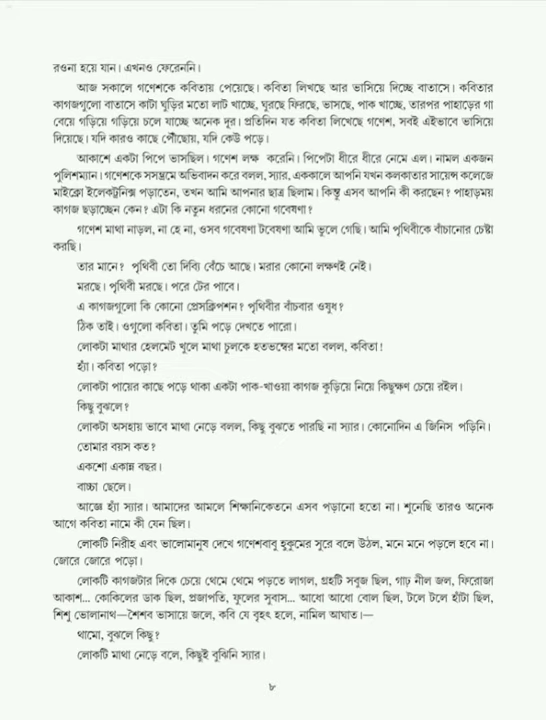 রওনা হয়ে যান। এখনও ফেরেননি।
আজ সকালে গণেশকে কবিতায় পেয়েছে। কবিতা লিখছে আর ভাসিয়ে দিচ্ছে বাতাসে। কবিতার
কাগজগুলো বাতাসে কাটা ঘুড়ির মতো লাট খাচ্ছে, ঘুরছে ফিরছে, ভাসছে, পাক খাচ্ছে, তারপর পাহাড়ের গা
বেয়ে গড়িয়ে গড়িয়ে চলে যাচ্ছে অনেক দূর। প্রতিদিন যত কবিতা লিখেছে গণেশ, সবই এইভাবে ভাসিয়ে
দিয়েছে। যদি কারও কাছে পৌঁছোয়, যদি কেউ পড়ে।
আকাশে একটা পিপে ভাসছিল। গণেশ লক্ষ করেনি। পিপেটা ধীরে ধীরে নেমে এল। নামল একজন
পুলিশম্যান। গণেশকে সসম্ভ্রমে অভিবাদন করে বলল, স্যার, এককালে আপনি যখন কলকাতার সায়েন্স কলেজে
মাইক্রো ইলেকট্রনিক্স পড়াতেন, তখন আমি আপনার ছাত্র ছিলাম। কিন্তু এসব আপনি কী করছেন? পাহাড়ময়
কাগজ ছড়াচ্ছেন কেন? এটা কি নতুন ধরনের কোনো গবেষণা?
গণেশ মাথা নাড়ল, না হে না, ওসব গবেষণা টবেষণা আমি ভুলে গেছি। আমি পৃথিবীকে বাঁচানোর চেষ্টা
করছি।
তার মানে? পৃথিবী তো দিব্যি বেঁচে আছে। মরার কোনো লক্ষণই নেই।
মরছে। পৃথিবী মরছে। পরে টের পাবে।
এ কাগজগুলো কি কোনো প্রেসক্রিপশন? পৃথিবীর বাঁচবার ওষুধ?
ঠিক তাই। ওগুলো কবিতা। তুমি পড়ে দেখতে পারো।
লোকটা মাথার হেলমেট খুলে মাথা চুলকে হতভম্বের মতো বলল, কবিতা!
হ্যাঁ। কবিতা পড়ো?
লোকটা পায়ের কাছে পড়ে থাকা একটা পাক-খাওয়া কাগজ কুড়িয়ে নিয়ে কিছুক্ষণ চেয়ে রইল।
কিছু বুঝলে?
লোকটা অসহায় ভাবে মাথা নেড়ে বলল, কিছু বুঝতে পারছি না স্যার। কোনোদিন এ জিনিস পড়িনি।
তোমার বয়স কত?
একশো একান্ন বছর।
বাচ্চা ছেলে।
আজ্ঞে হ্যাঁ স্যার। আমাদের আমলে শিক্ষানিকেতনে এসব পড়ানো হতো না। শুনেছি তারও অনেক
আগে কবিতা নামে কী যেন ছিল।
লোকটি নিরীহ এবং ভালোমানুষ দেখে গণেশবাবু হুকুমের সুরে বলে উঠল, মনে মনে পড়লে হবে না।
জোরে জোরে পড়ো।
লোকটি কাগজটার দিকে চেয়ে থেমে থেমে পড়তে লাগল, গ্রহটি সবুজ ছিল, গাঢ় নীল জল, ফিরোজা
আকাশ... কোকিলের ডাক ছিল, প্রজাপতি, ফুলের সুবাস... আধো আধো বোল ছিল, টলে টলে হাঁটা ছিল,
শিশু ভোলানাথ—শৈশব ভাসায়ে জলে, কবি যে বৃহৎ হলে, নামিল আঘাত।—
থামো, বুঝলে কিছু?
লোকটি মাথা নেড়ে বলে, কিছুই বুঝিনি স্যার।
৮